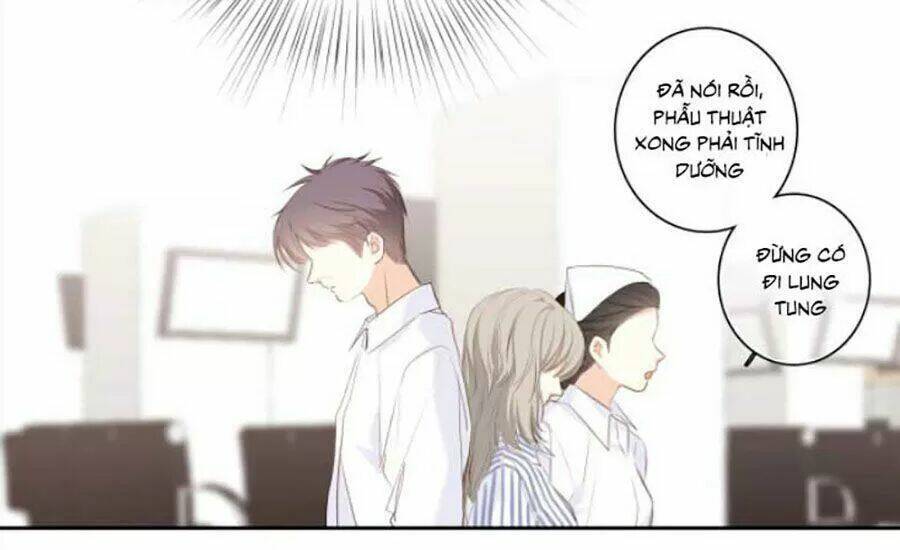 ĐÃ NÓI RỒI,
PHẪU THUẬT
XONG PHẢI TĨNH
DƯỠNG
ĐỪNG CÓ
ĐI LUNG
TUNG